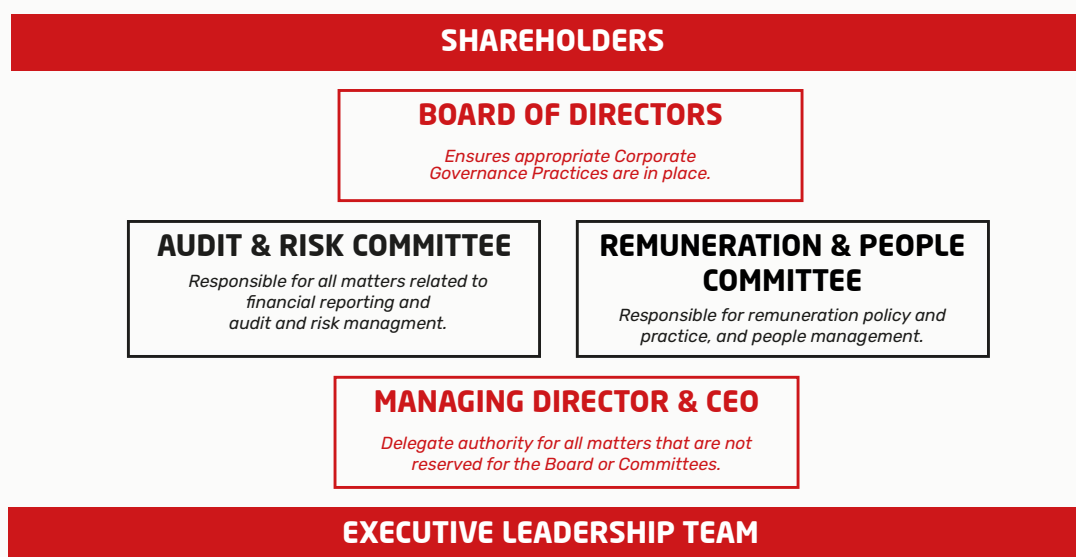 SHAREHOLDERS
BOARD OF DIRECTORS
Ensures appropriate Corporate
Governance Practices are in place.
AUDIT & RISK COMMITTEE
Responsible for all matters related to
financial reporting and
audit and risk managment.
REMUNERATION & PEOPLE
COMMITTEE
Responsible for remuneration policy and
practice, and people management.
MANAGING DIRECTOR & CEO
Delegate authority for all matters that are not
reserved for the Board or Committees.
EXECUTIVE LEADERSHIP TEAM